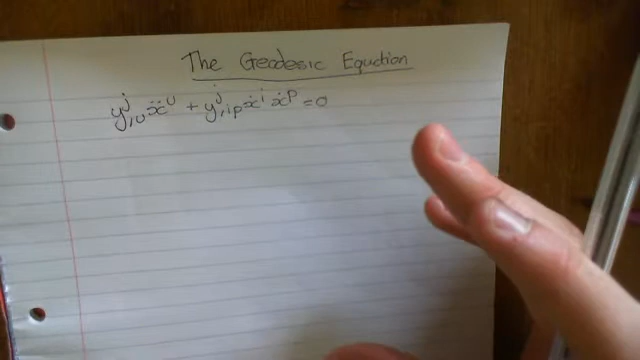 The Geodesic Equation
y^j_{,u} ẍ^u + y^j_{,ip} ẋ^i ẋ^p = 0